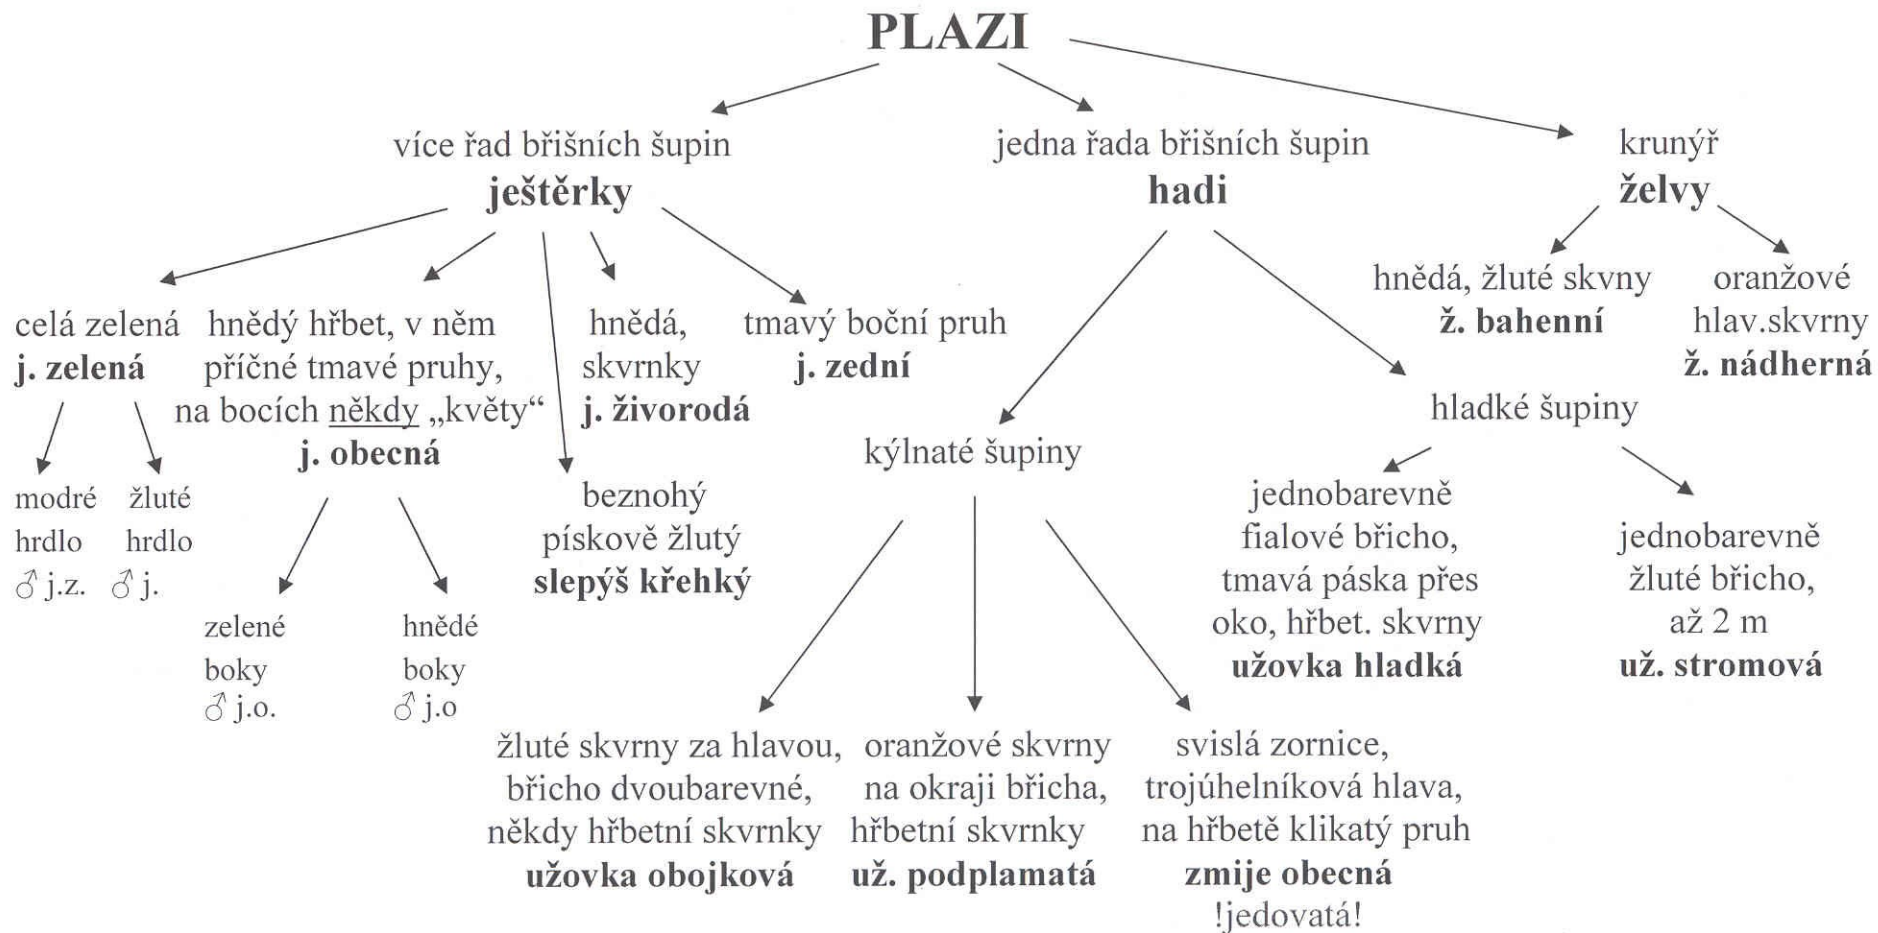 PLAZI
více řad břišních šupin
ještěrky
jedna řada břišních šupin
hadi
krunýř
želvy
celá zelená
j. zelená
modré
hrdlo
♂ j.z.
žluté
hrdlo
♂ j.
hnědý hřbet, v něm
příčné tmavé pruhy,
na bocích někdy „květy“
j. obecná
zelené
boky
♂ j.o.
hnědé
boky
♂ j.o
beznohý
pískově žlutý
slepýš křehký
hnědá,
skvrnky
j. živorodá
tmavý boční pruh
j. zední
kýlnaté šupiny
žluté skvrny za hlavou,
břicho dvoubarevné,
někdy hřbetní skvrnky
užovka obojková
oranžové skvrny
na okraji břicha,
hřbetní skvrnky
už. podplamatá
svislá zornice,
trojúhelníková hlava,
na hřbetě klikatý pruh
zmije obecná
!jedovatá!
hladké šupiny
jednobarevně
fialové břicho,
tmavá páska přes
oko, hřbet. skvrny
užovka hladká
jednobarevně
žluté břicho,
až 2 m
už. stromová
hnědá, žluté skvny
ž. bahenní
oranžové
hlav.skvrny
ž. nádherná